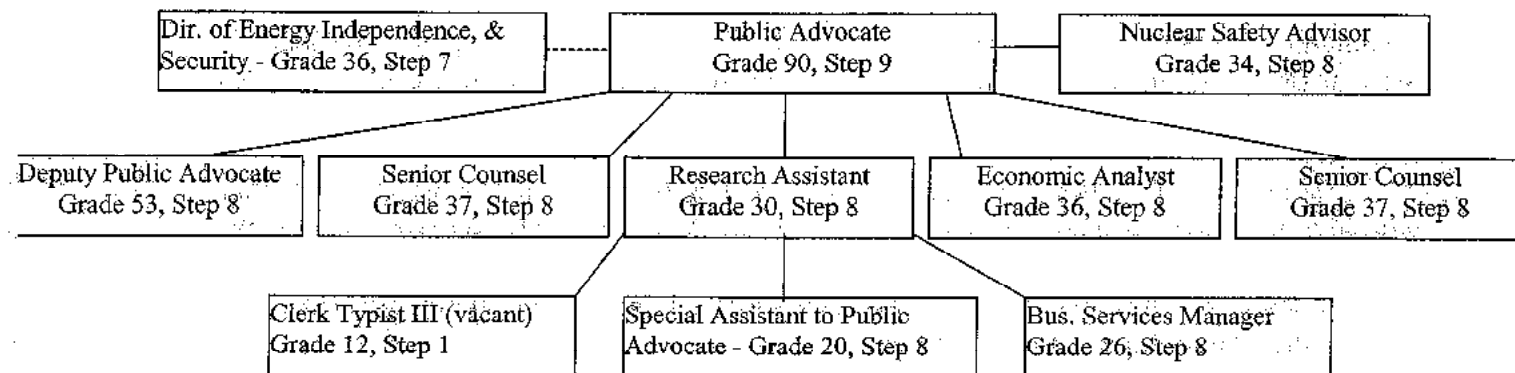 Dir. of Energy Independence, &
Security - Grade 36, Step 7
Public Advocate
Grade 90, Step 9
Nuclear Safety Advisor
Grade 34, Step 8
Deputy Public Advocate
Grade 53, Step 8
Senior Counsel
Grade 37, Step 8
Research Assistant
Grade 30, Step 8
Economic Analyst
Grade 36, Step 8
Senior Counsel
Grade 37, Step 8
Clerk Typist III (vacant)
Grade 12, Step 1
Special Assistant to Public
Advocate - Grade 20, Step 8
Bus. Services Manager
Grade 26, Step 8